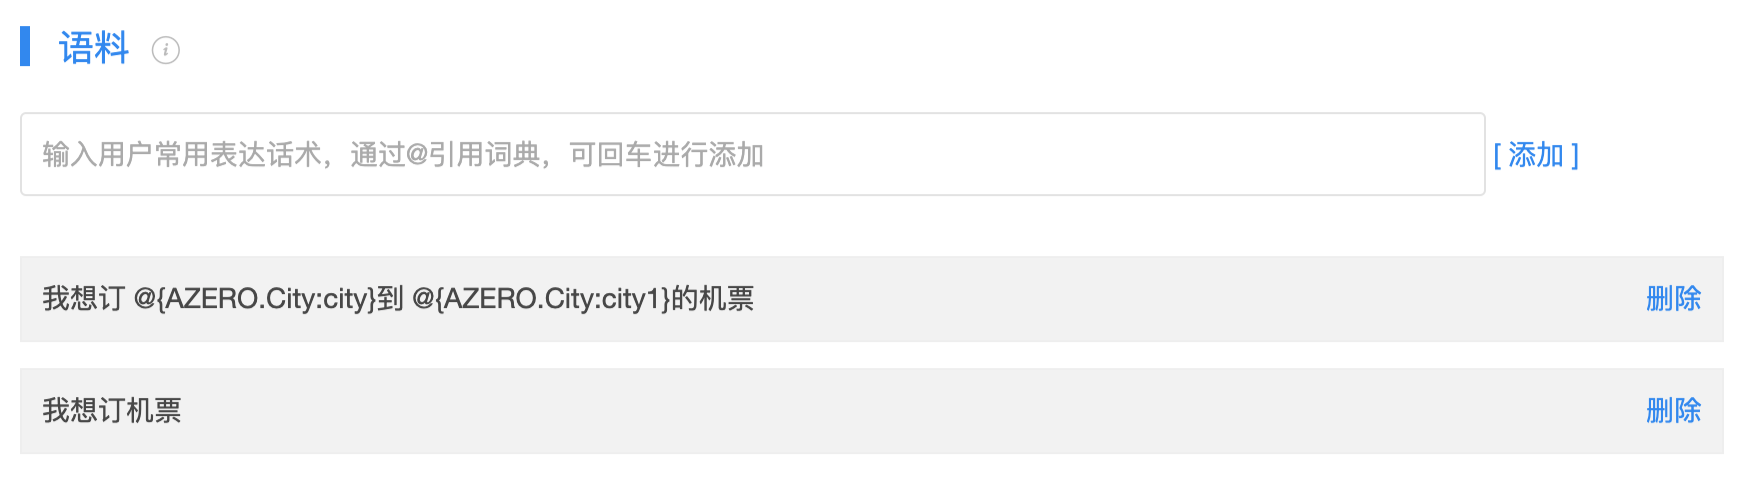 语料
输入用户常用表达话术，通过@引用词典，可回车进行添加 [ 添加 ]
我想订 @{AZERO.City:city}到 @{AZERO.City:city1}的机票 删除
我想订机票 删除